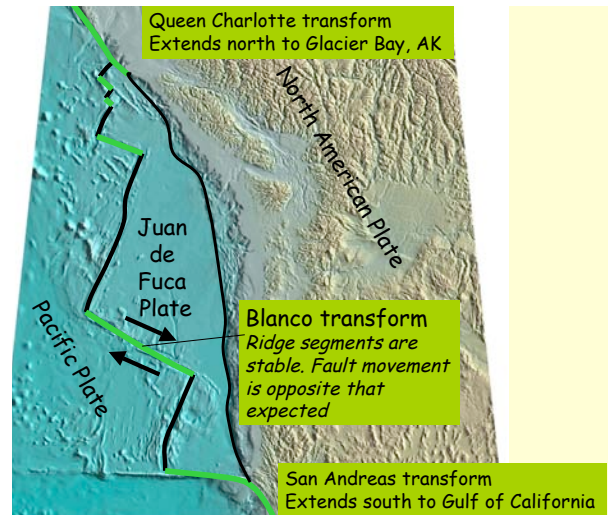 Queen Charlotte transform
Extends north to Glacier Bay, AK
North American Plate
Juan
de
Fuca
Plate
Pacific Plate
Blanco transform
Ridge segments are
stable. Fault movement
is opposite that
expected
San Andreas transform
Extends south to Gulf of California